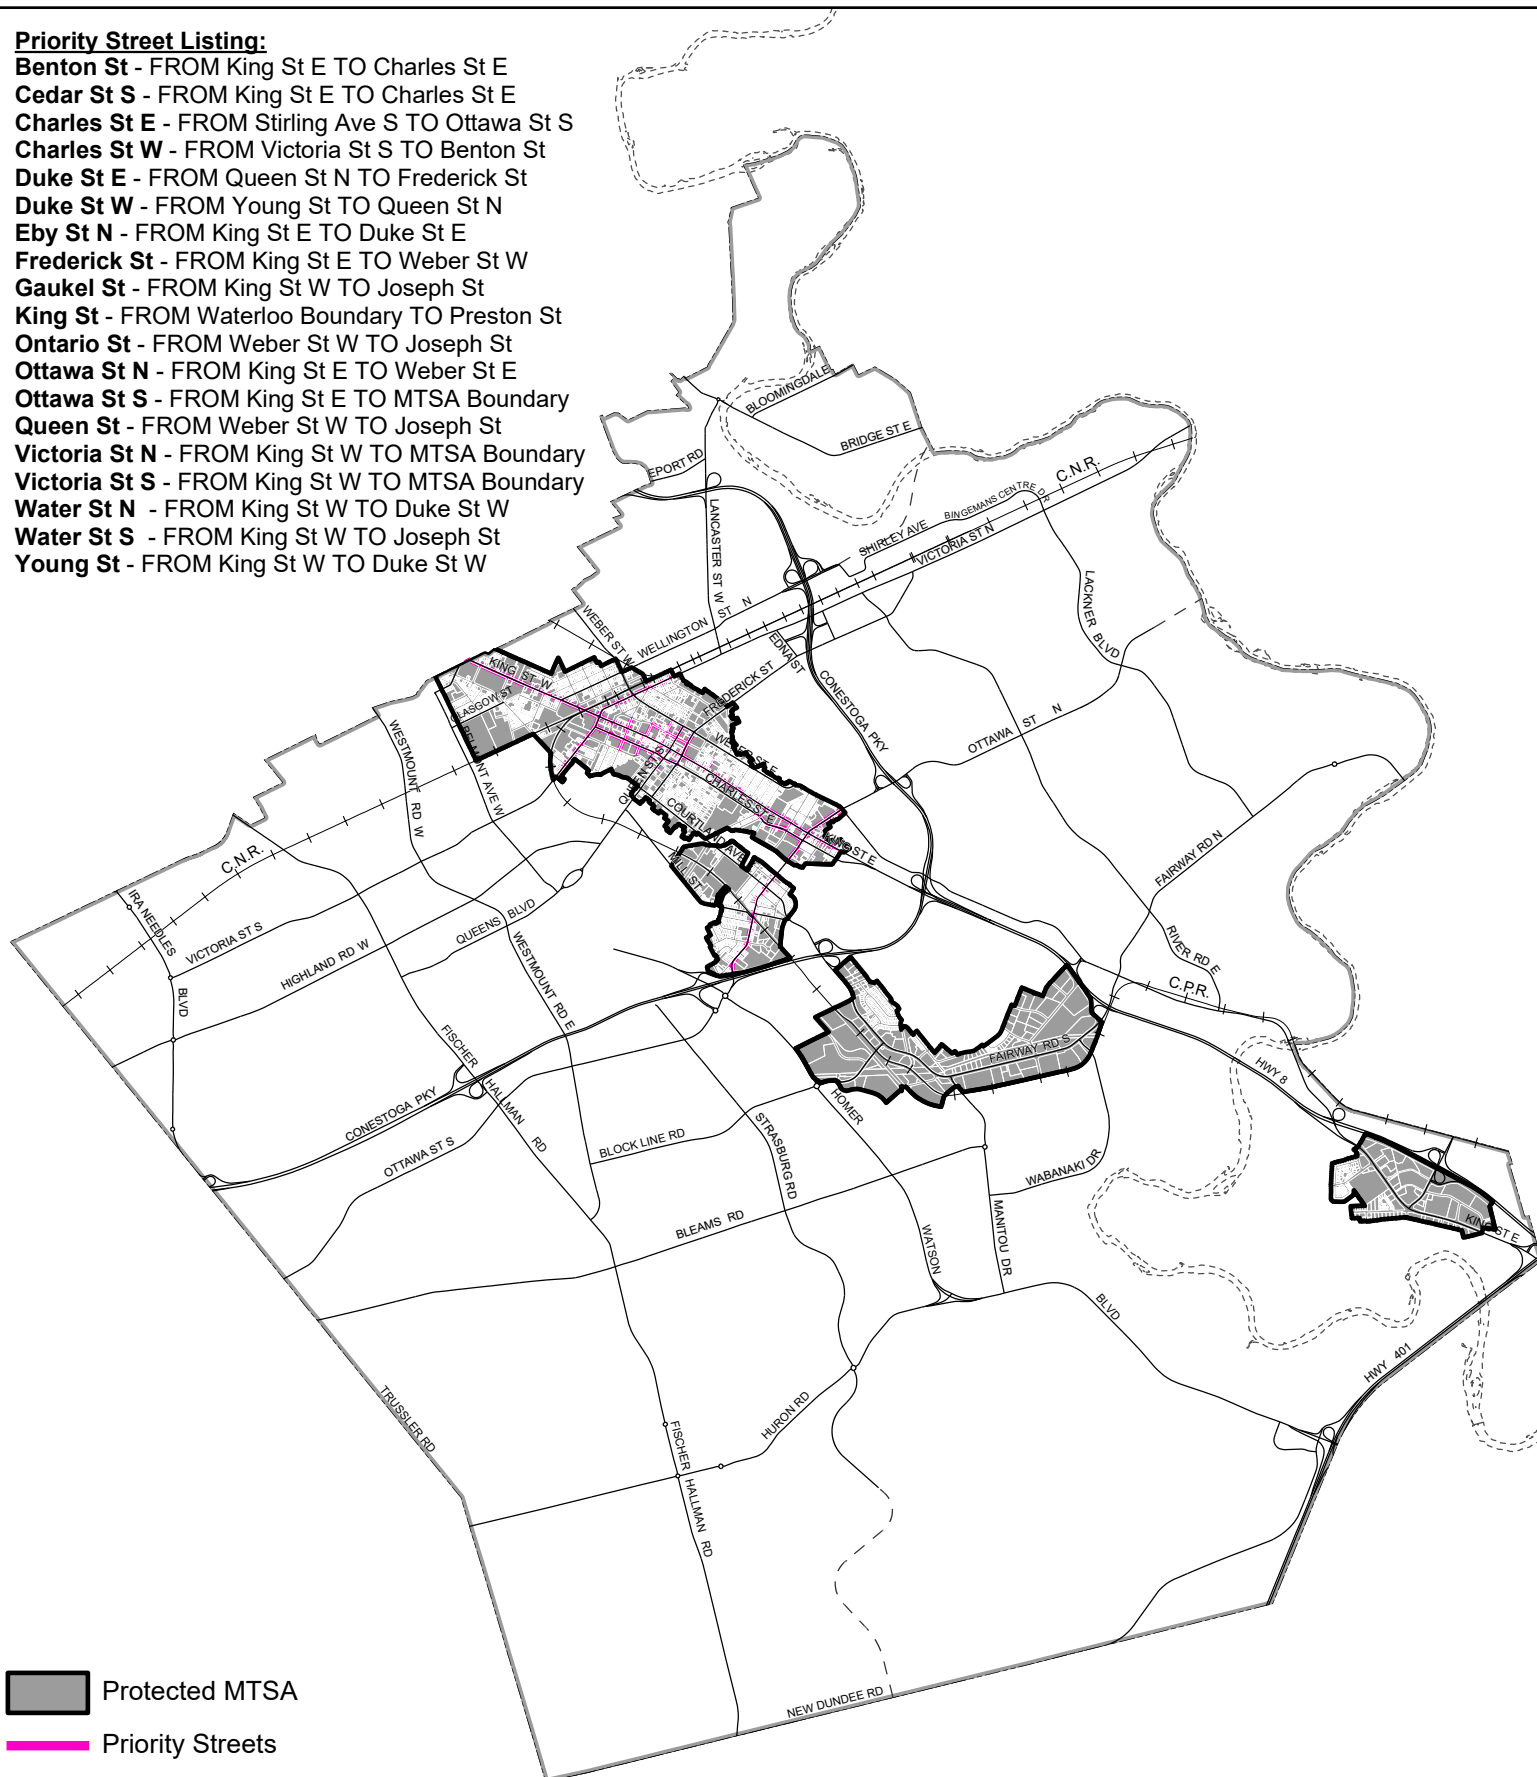 Priority Street Listing:
Benton St - FROM King St E TO Charles St E
Cedar St S - FROM King St E TO Charles St E
Charles St E - FROM Stirling Ave S TO Ottawa St S
Charles St W - FROM Victoria St S TO Benton St
Duke St E - FROM Queen St N TO Frederick St
Duke St W - FROM Young St TO Queen St N
Eby St N - FROM King St E TO Duke St E
Frederick St - FROM King St E TO Weber St W
Gaukel St - FROM King St W TO Joseph St
King St - FROM Waterloo Boundary TO Preston St
Ontario St - FROM Weber St W TO Joseph St
Ottawa St N - FROM King St E TO Weber St E
Ottawa St S - FROM King St E TO MTSA Boundary
Queen St - FROM Weber St W TO Joseph St
Victoria St N - FROM King St W TO MTSA Boundary
Victoria St S - FROM King St W TO MTSA Boundary
Water St N - FROM King St W TO Duke St W
Water St S - FROM King St W TO Joseph St
Young St - FROM King St W TO Duke St W
BLOOMINGDALE
BRIDGE ST E
EPORT RD
C.N.R.
LANCASTER ST W
BINGEMANS CENTRE DR
SHIRLEY AVE
VICTORIA ST N
LACKNER BLVD
WEBER ST W
WELLINGTON ST N
EDNA ST
FREDERICK ST
CONESTOGA PKY
KING ST W
GLASGOW ST
OTTAWA ST N
WESTMOUNT RD W
BELMONT AVE W
WEBER ST E
QUEEN ST S
CHARLES ST E
COURTLAND AVE
KING ST E
MILL ST
C.N.R.
FAIRWAY RD N
IRA NEEDLES
BLVD
VICTORIA ST S
HIGHLAND RD W
QUEENS BLVD
WESTMOUNT RD E
RIVER RD E
C.P.R.
FAIRWAY RD S
HWY 8
FISCHER
HALLMAN RD
CONESTOGA PKY
OTTAWA ST S
BLOCK LINE RD
STRASBURG RD
HOMER
WATSON
BLVD
WABANAKI DR
MANITOU DR
BLEAMS RD
KING ST E
HWY 401
TRUSSLER RD
HURON RD
FISCHER
HALLMAN RD
NEW DUNDEE RD
Protected MTSA
Priority Streets